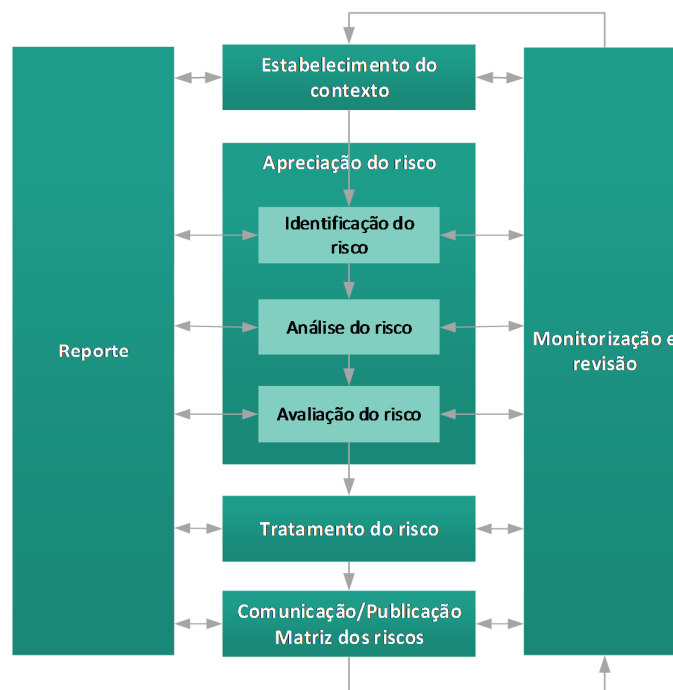 Estabelecimento do
contexto
Apreciação do risco
Identificação do
risco
Análise do risco
Avaliação do risco
Reporte
Monitorização e
revisão
Tratamento do risco
Comunicação/Publicação
Matriz dos riscos